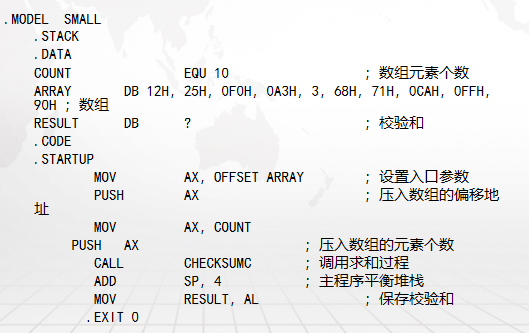 .MODEL SMALL
.STACK
.DATA
COUNT EQU 10 ; 数组元素个数
ARRAY DB 12H, 25H, 0F0H, 0A3H, 3, 68H, 71H, 0CAH, 0FFH,
90H ; 数组
RESULT DB ? ; 校验和
.CODE
.STARTUP
MOV AX, OFFSET ARRAY ; 设置入口参数
PUSH AX ; 压入数组的偏移地
址
MOV AX, COUNT
PUSH AX ; 压入数组的元素个数
CALL CHECKSUMC ; 调用求和过程
ADD SP, 4 ; 主程序平衡堆栈
MOV RESULT, AL ; 保存校验和
.EXIT 0